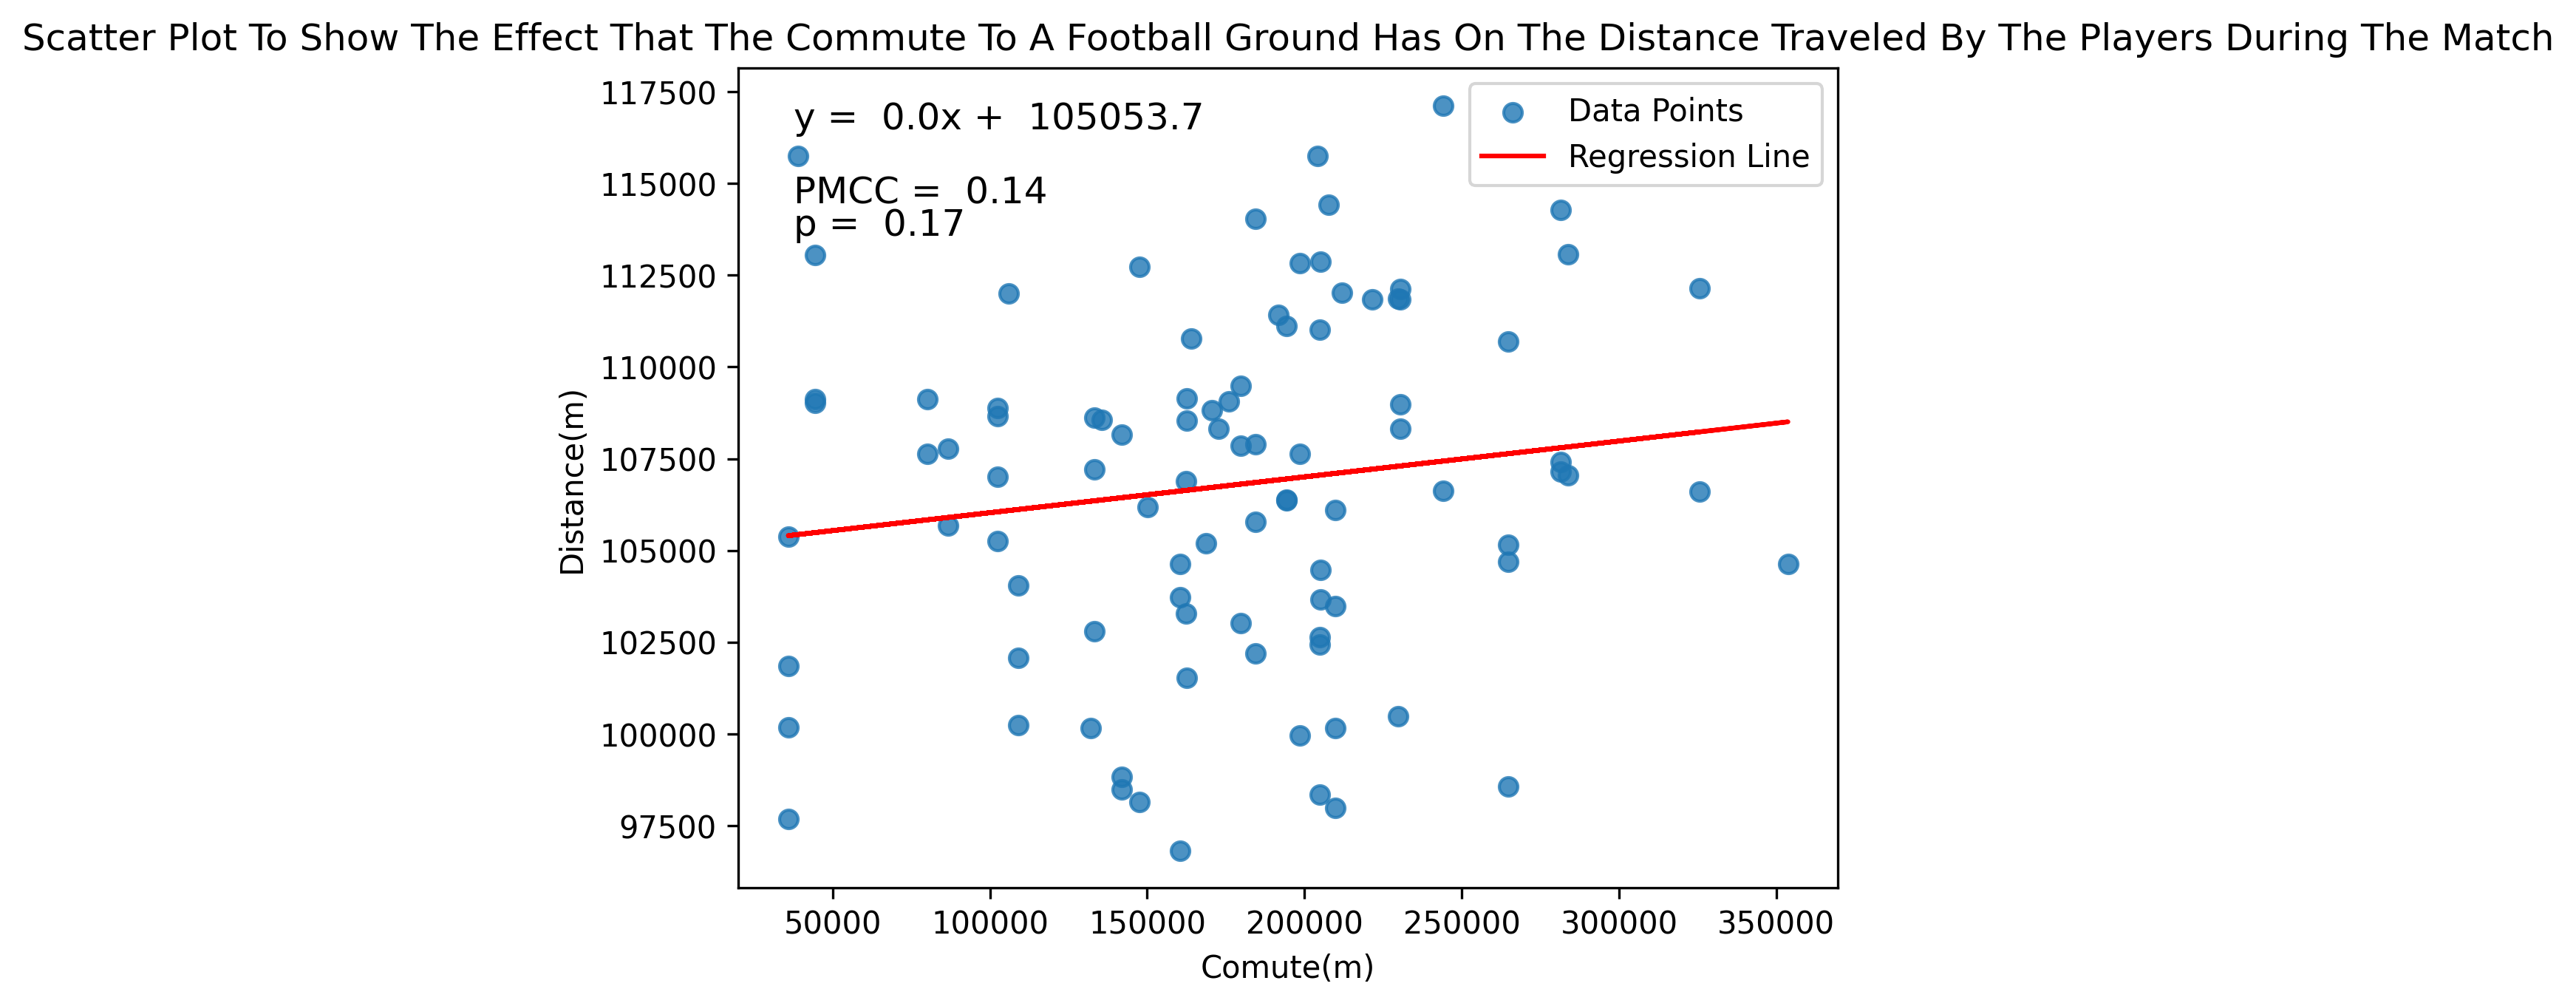 Scatter Plot To Show The Effect That The Commute To A Football Ground Has On The Distance Traveled By The Players During The Match
y =  0.0x +  105053.7
PMCC =  0.14
p =  0.17
Data Points
Regression Line
Distance(m)
117500
115000
112500
110000
107500
105000
102500
100000
97500
50000 100000 150000 200000 250000 300000 350000
Comute(m)